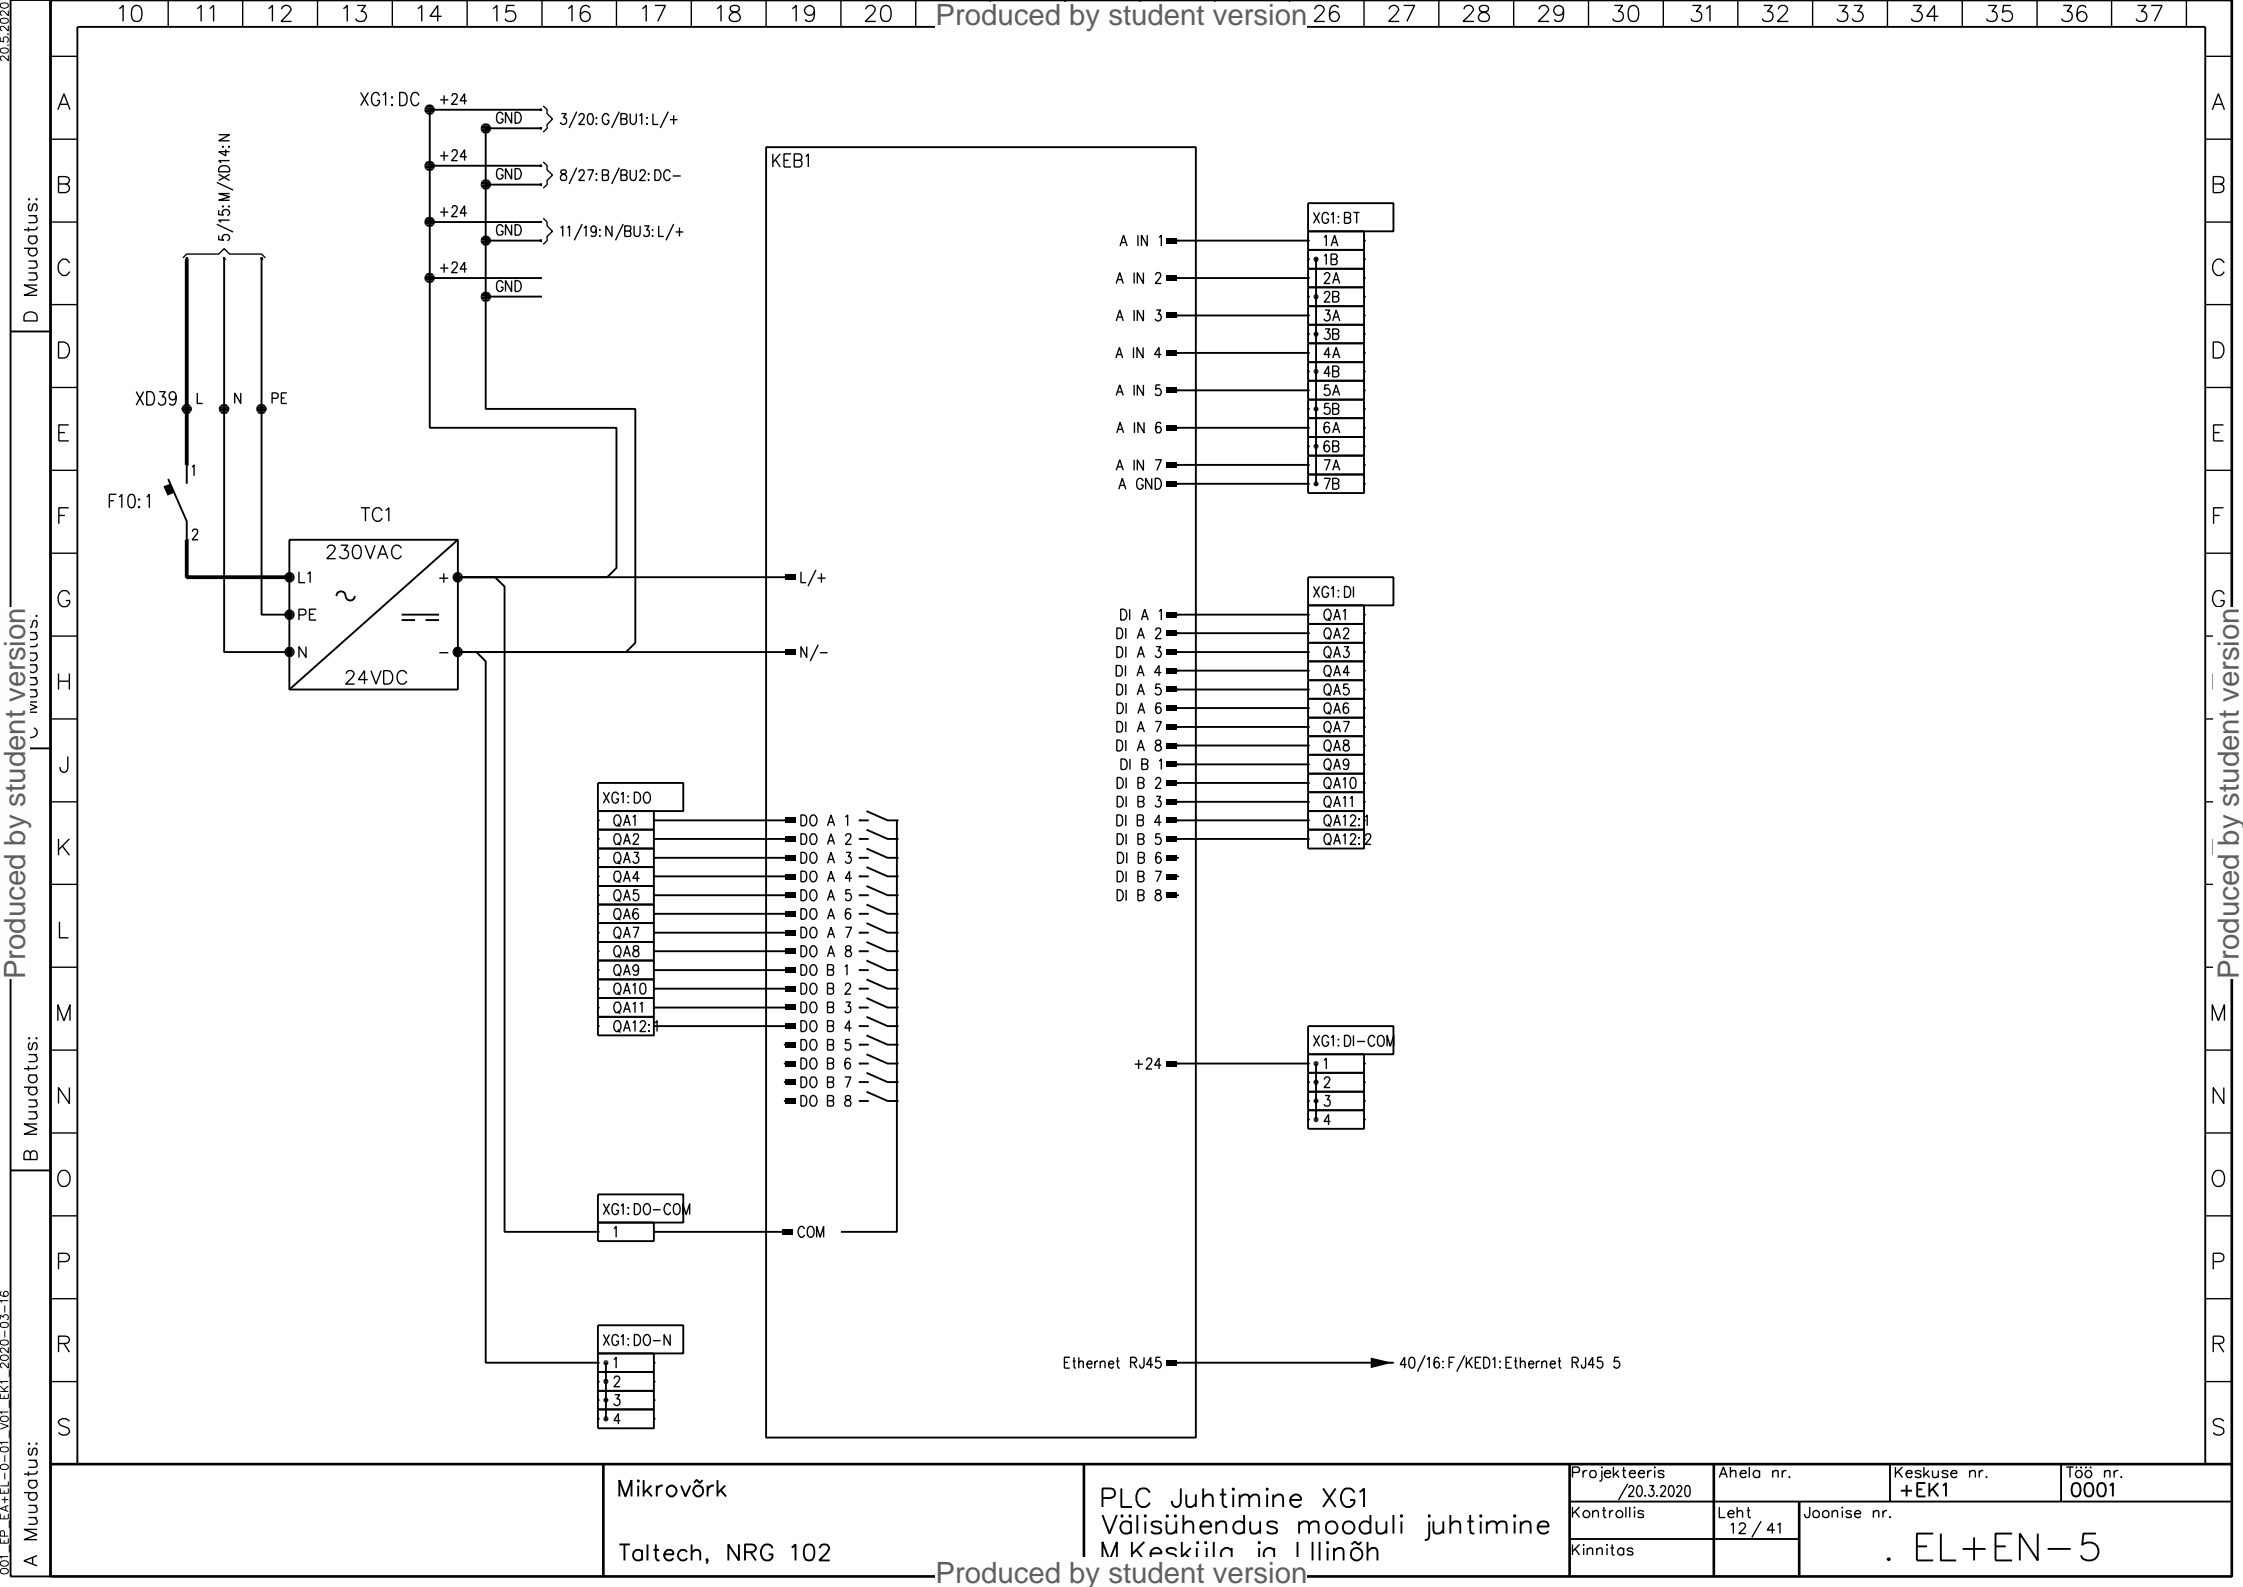 10 11 12 13 14 15 16 17 18 19 20 Produced by student version 26 27 28 29 30 31 32 33 34 35 36 37
20.5.2020
A
B
C
D
E
F
G
H
J
K
L
M
N
O
P
R
S
A
B
C
D
E
F
G
H
M
N
O
P
R
S
D Muudatus:
C Muudatus:
B Muudatus:
A Muudatus:
Produced by student version
Produced by student version
001_EP_EA+EL-0-01_V01_EK1_2020-03-16
XG1:DC
+24
GND
3/20:G/BU1:L/+
+24
GND
8/27:B/BU2:DC-
+24
GND
11/19:N/BU3:L/+
+24
GND
5/15:M/XD14:N
XD39 L N PE
1
F10:1
2
TC1
230VAC
L1
PE
N
+
-
24VDC
KEB1
L/+
N/-
XG1:DO
QA1 DO A 1
QA2 DO A 2
QA3 DO A 3
QA4 DO A 4
QA5 DO A 5
QA6 DO A 6
QA7 DO A 7
QA8 DO A 8
QA9 DO B 1
QA10 DO B 2
QA11 DO B 3
QA12:1 DO B 4
DO B 5
DO B 6
DO B 7
DO B 8
XG1:DO-COM
1 COM
XG1:DO-N
1
2
3
4
XG1:BT
A IN 1 1A
1B
A IN 2 2A
2B
A IN 3 3A
3B
A IN 4 4A
4B
A IN 5 5A
5B
A IN 6 6A
6B
A IN 7 7A
A GND 7B
XG1:DI
DI A 1 QA1
DI A 2 QA2
DI A 3 QA3
DI A 4 QA4
DI A 5 QA5
DI A 6 QA6
DI A 7 QA7
DI A 8 QA8
DI B 1 QA9
DI B 2 QA10
DI B 3 QA11
DI B 4 QA12:1
DI B 5 QA12:2
DI B 6
DI B 7
DI B 8
XG1:DI-COM
+24 1
2
3
4
Ethernet RJ45 40/16:F/KED1:Ethernet RJ45 5
Mikrovõrk
Taltech, NRG 102
PLC Juhtimine XG1
Välisühendus mooduli juhtimine
M.Kesküla ja I.Ilinõh
Projekteeris
/20.3.2020
Kontrollis
Kinnitas
Ahela nr.
Leht
12 / 41
Keskuse nr.
+EK1
Töö nr.
0001
Joonise nr.
. EL+EN-5
Produced by student version